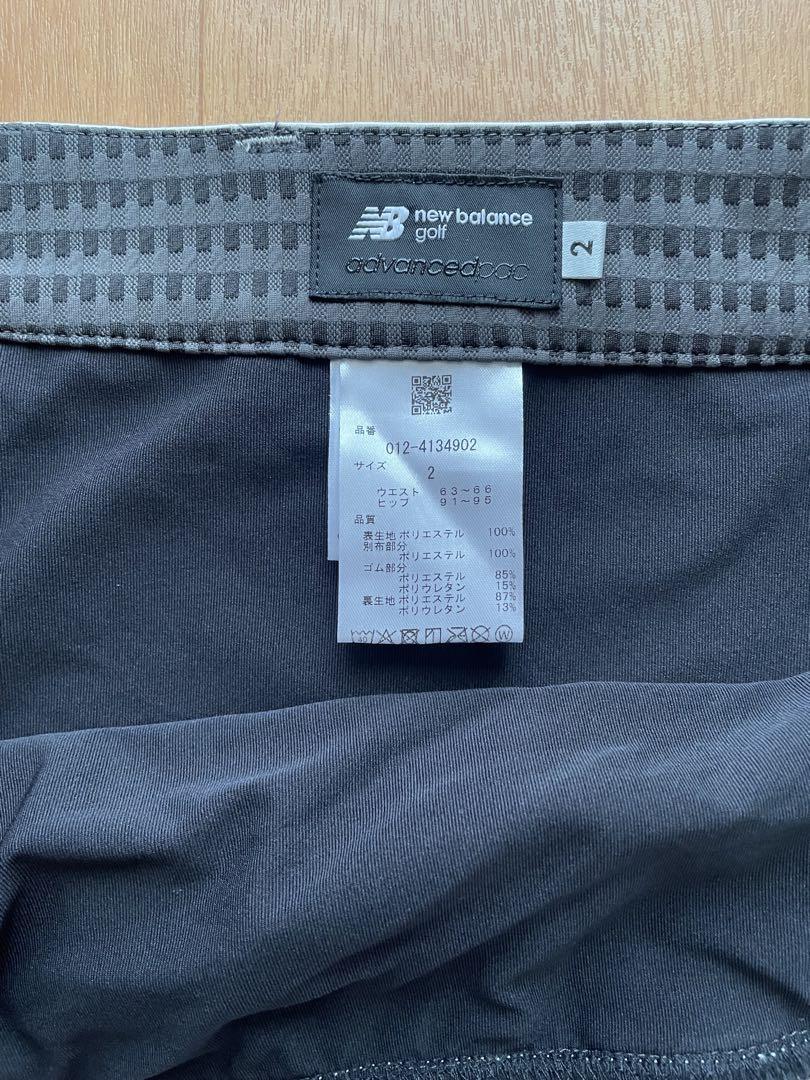 NB new balance
golf
advancedpac
2
品番
012-4134902
サイズ
2
ウエスト 63~66
ヒップ 91~95
品質
表生地 ポリエステル 100%
別布部分
ポリエステル 100%
ゴム部分
ポリエステル 85%
ポリウレタン 15%
裏生地 ポリエステル 87%
ポリウレタン 13%
40 W